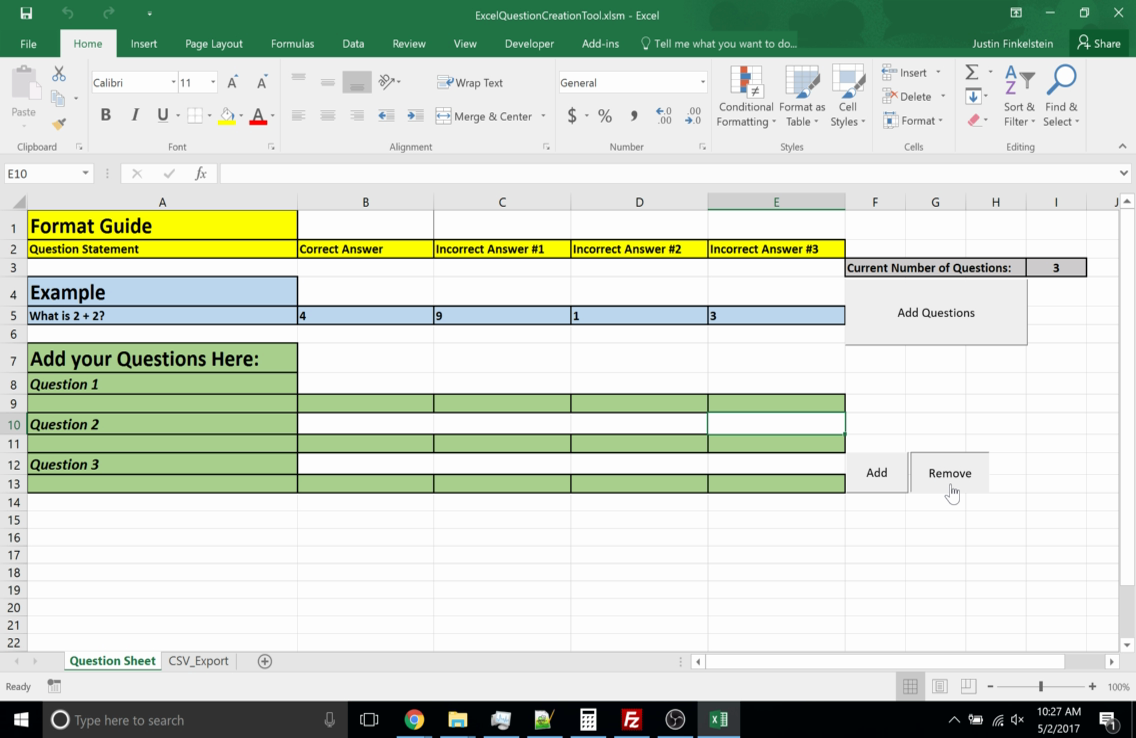 ExcelQuestionCreationTool.xlsm - Excel
File Home Insert Page Layout Formulas Data Review View Developer Add-ins Tell me what you want to do... Justin Finkelstein Share
Paste
Calibri 11
B I U A
Wrap Text
Merge & Center
General
$ % ,
Conditional Formatting
Format as Table
Cell Styles
Insert
Delete
Format
Sort & Filter
Find & Select
Clipboard Font Alignment Number Styles Cells Editing
E10 fx
A B C D E F G H I J
1 Format Guide
2 Question Statement Correct Answer Incorrect Answer #1 Incorrect Answer #2 Incorrect Answer #3
3 Current Number of Questions: 3
4 Example Add Questions
5 What is 2 + 2? 4 9 1 3
6
7 Add your Questions Here:
8 Question 1
9
10 Question 2
11
12 Question 3 Add Remove
13
14
15
16
17
18
19
20
21
22
Question Sheet CSV_Export
Ready 100%
Type here to search 10:27 AM
5/2/2017 1